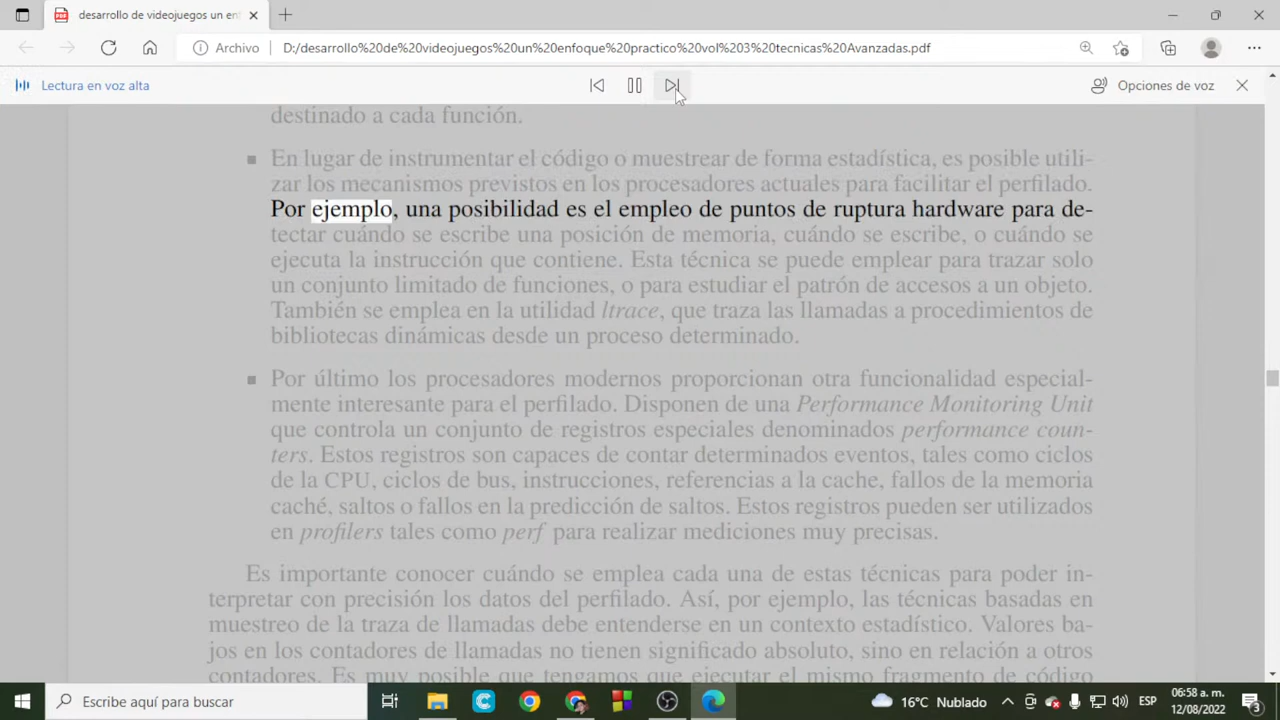 desarrollo de videojuegos un en
Archivo
D:/desarrollo%20de%20videojuegos%20un%20enfoque%20practico%20vol%203%20tecnicas%20Avanzadas.pdf
Lectura en voz alta
Opciones de voz
destinado a cada función.
■ En lugar de instrumentar el código o muestrear de forma estadística, es posible utili-
zar los mecanismos previstos en los procesadores actuales para facilitar el perfilado.
Por ejemplo, una posibilidad es el empleo de puntos de ruptura hardware para de-
tectar cuándo se escribe una posición de memoria, cuándo se escribe, o cuándo se
ejecuta la instrucción que contiene. Esta técnica se puede emplear para trazar solo
un conjunto limitado de funciones, o para estudiar el patrón de accesos a un objeto.
También se emplea en la utilidad ltrace, que traza las llamadas a procedimientos de
bibliotecas dinámicas desde un proceso determinado.
■ Por último los procesadores modernos proporcionan otra funcionalidad especial-
mente interesante para el perfilado. Disponen de una Performance Monitoring Unit
que controla un conjunto de registros especiales denominados performance coun-
ters. Estos registros son capaces de contar determinados eventos, tales como ciclos
de la CPU, ciclos de bus, instrucciones, referencias a la cache, fallos de la memoria
caché, saltos o fallos en la predicción de saltos. Estos registros pueden ser utilizados
en profilers tales como perf para realizar mediciones muy precisas.
Es importante conocer cuándo se emplea cada una de estas técnicas para poder in-
terpretar con precisión los datos del perfilado. Así, por ejemplo, las técnicas basadas en
muestreo de la traza de llamadas debe entenderse en un contexto estadístico. Valores ba-
jos en los contadores de llamadas no tienen significado absoluto, sino en relación a otros
contadores. Es muy posible que tengamos que ejecutar el mismo fragmento de código
Escribe aquí para buscar
16°C Nublado
ESP
06:58 a. m.
12/08/2022
3